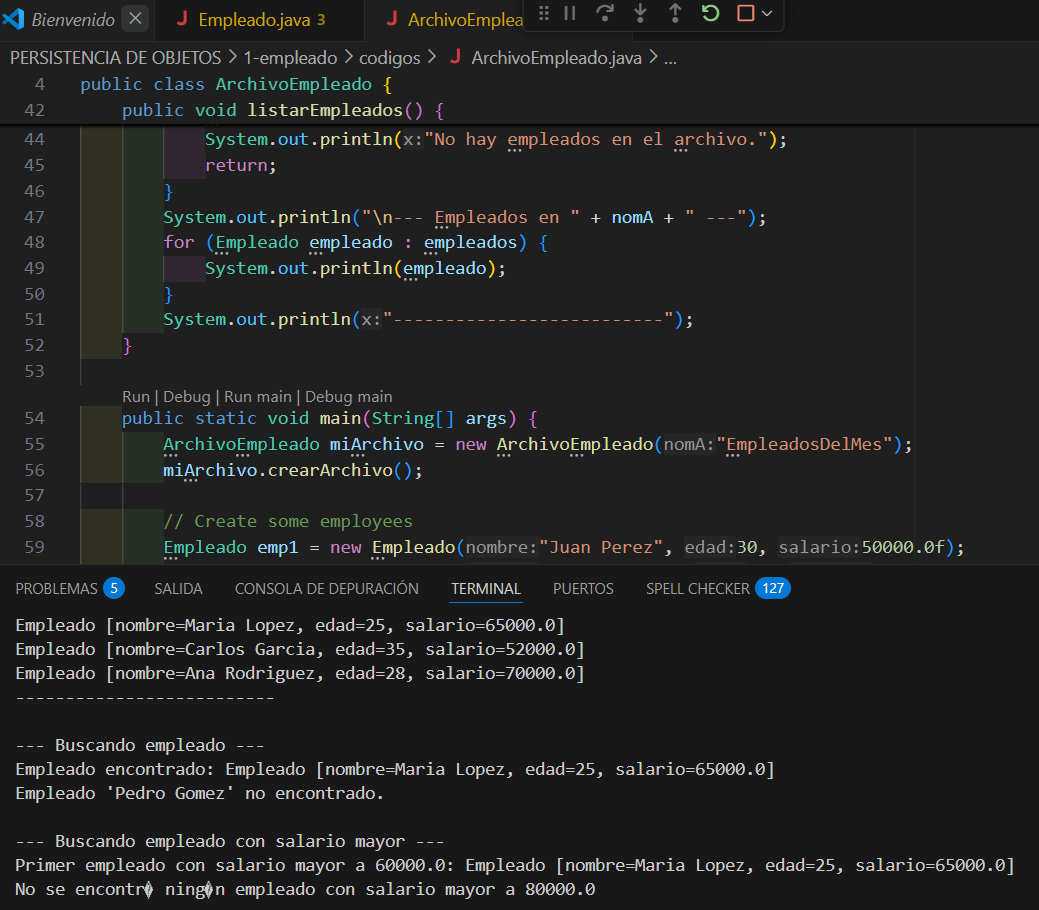 Bienvenido
J Empleado.java 3
J ArchivoEmplea
PERSISTENCIA DE OBJETOS > 1-empleado > codigos > J ArchivoEmpleado.java > ...
4 public class ArchivoEmpleado {
42 public void listarEmpleados() {
44 System.out.println(x:"No hay empleados en el archivo.");
45 return;
46 }
47 System.out.println("\n--- Empleados en " + nomA + " ---");
48 for (Empleado empleado : empleados) {
49 System.out.println(empleado);
50 }
51 System.out.println(x:"--------------------------");
52 }
53
Run | Debug | Run main | Debug main
54 public static void main(String[] args) {
55 ArchivoEmpleado miArchivo = new ArchivoEmpleado(nomA:"EmpleadosDelMes");
56 miArchivo.crearArchivo();
57
58 // Create some employees
59 Empleado emp1 = new Empleado(nombre:"Juan Perez", edad:30, salario:50000.0f);
PROBLEMAS 5 SALIDA CONSOLA DE DEPURACIÓN TERMINAL PUERTOS SPELL CHECKER 127
Empleado [nombre=Maria Lopez, edad=25, salario=65000.0]
Empleado [nombre=Carlos Garcia, edad=35, salario=52000.0]
Empleado [nombre=Ana Rodriguez, edad=28, salario=70000.0]
--------------------------
--- Buscando empleado ---
Empleado encontrado: Empleado [nombre=Maria Lopez, edad=25, salario=65000.0]
Empleado 'Pedro Gomez' no encontrado.
--- Buscando empleado con salario mayor ---
Primer empleado con salario mayor a 60000.0: Empleado [nombre=Maria Lopez, edad=25, salario=65000.0]
No se encontr� ning�n empleado con salario mayor a 80000.0